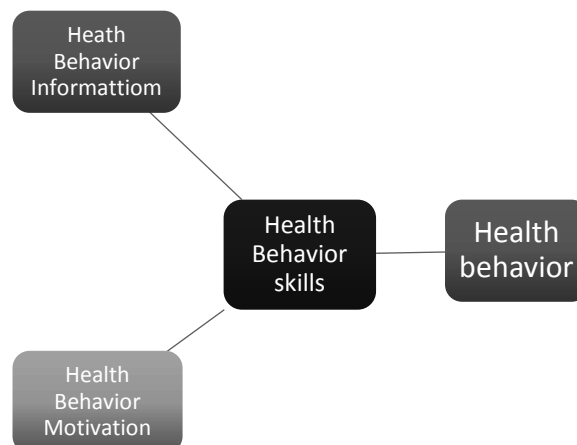 Heath
Behavior
Informattiom
Health
Behavior
skills
Health
behavior
Health
Behavior
Motivation